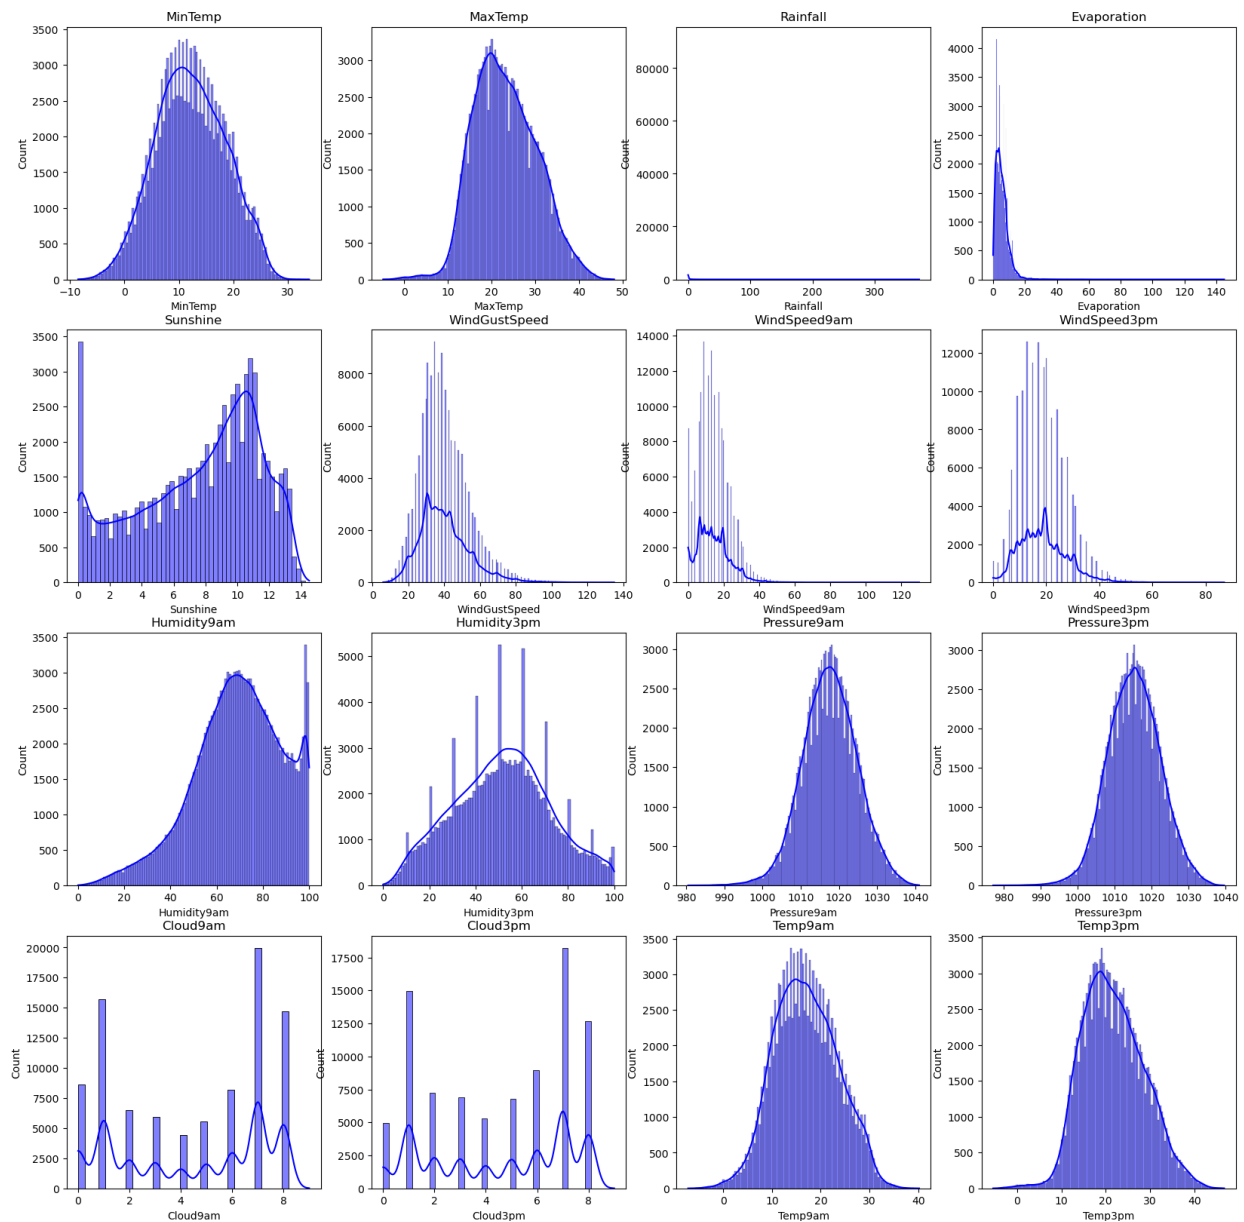 MinTemp
3500
3000
2500
2000
1500
1000
500
0
Count
−10 0 10 20 30
MinTemp
MaxTemp
3000
2500
2000
1500
1000
500
0
Count
0 10 20 30 40 50
MaxTemp
Rainfall
80000
60000
40000
20000
0
Count
0 100 200 300
Rainfall
Evaporation
4000
3500
3000
2500
2000
1500
1000
500
0
Count
0 20 40 60 80 100 120 140
Evaporation
Sunshine
3500
3000
2500
2000
1500
1000
500
0
Count
0 2 4 6 8 10 12 14
Sunshine
WindGustSpeed
8000
6000
4000
2000
0
Count
20 40 60 80 100 120 140
WindGustSpeed
WindSpeed9am
14000
12000
10000
8000
6000
4000
2000
0
Count
0 20 40 60 80 100 120
WindSpeed9am
WindSpeed3pm
12000
10000
8000
6000
4000
2000
0
Count
0 20 40 60 80
WindSpeed3pm
Humidity9am
3500
3000
2500
2000
1500
1000
500
0
Count
0 20 40 60 80 100
Humidity9am
Humidity3pm
5000
4000
3000
2000
1000
0
Count
0 20 40 60 80 100
Humidity3pm
Pressure9am
3000
2500
2000
1500
1000
500
0
Count
980 990 1000 1010 1020 1030 1040
Pressure9am
Pressure3pm
3000
2500
2000
1500
1000
500
0
Count
980 990 1000 1010 1020 1030 1040
Pressure3pm
Cloud9am
20000
17500
15000
12500
10000
7500
5000
2500
0
Count
0 2 4 6 8
Cloud9am
Cloud3pm
17500
15000
12500
10000
7500
5000
2500
0
Count
0 2 4 6 8
Cloud3pm
Temp9am
3500
3000
2500
2000
1500
1000
500
0
Count
0 10 20 30 40
Temp9am
Temp3pm
3500
3000
2500
2000
1500
1000
500
0
Count
0 10 20 30 40
Temp3pm